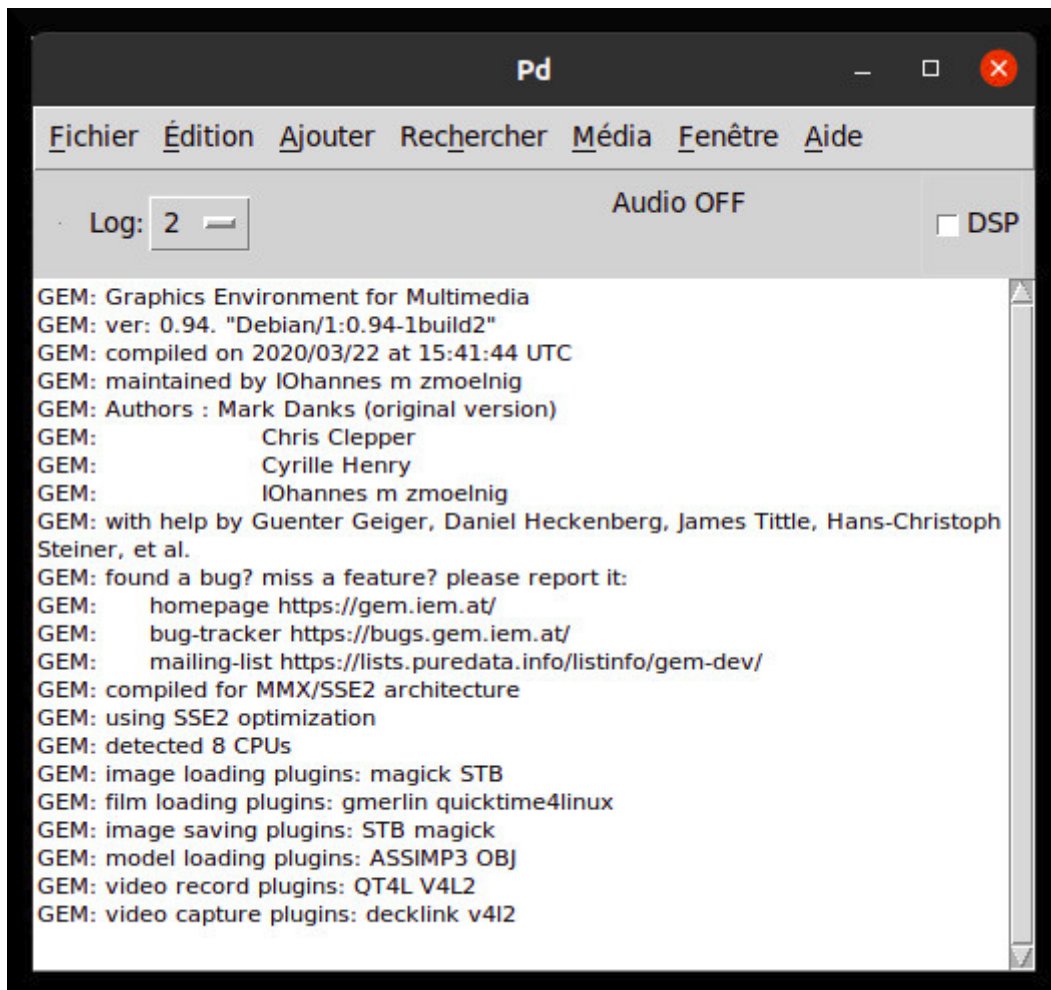 Pd
Fichier Édition Ajouter Rechercher Média Fenêtre Aide
Audio OFF
Log: 2
DSP
GEM: Graphics Environment for Multimedia
GEM: ver: 0.94. "Debian/1:0.94-1build2"
GEM: compiled on 2020/03/22 at 15:41:44 UTC
GEM: maintained by IOhannes m zmoelnig
GEM: Authors : Mark Danks (original version)
GEM: Chris Clepper
GEM: Cyrille Henry
GEM: IOhannes m zmoelnig
GEM: with help by Guenter Geiger, Daniel Heckenberg, James Tittle, Hans-Christoph
Steiner, et al.
GEM: found a bug? miss a feature? please report it:
GEM: homepage https://gem.iem.at/
GEM: bug-tracker https://bugs.gem.iem.at/
GEM: mailing-list https://lists.puredata.info/listinfo/gem-dev/
GEM: compiled for MMX/SSE2 architecture
GEM: using SSE2 optimization
GEM: detected 8 CPUs
GEM: image loading plugins: magick STB
GEM: film loading plugins: gmerlin quicktime4linux
GEM: image saving plugins: STB magick
GEM: model loading plugins: ASSIMP3 OBJ
GEM: video record plugins: QT4L V4L2
GEM: video capture plugins: decklink v4l2